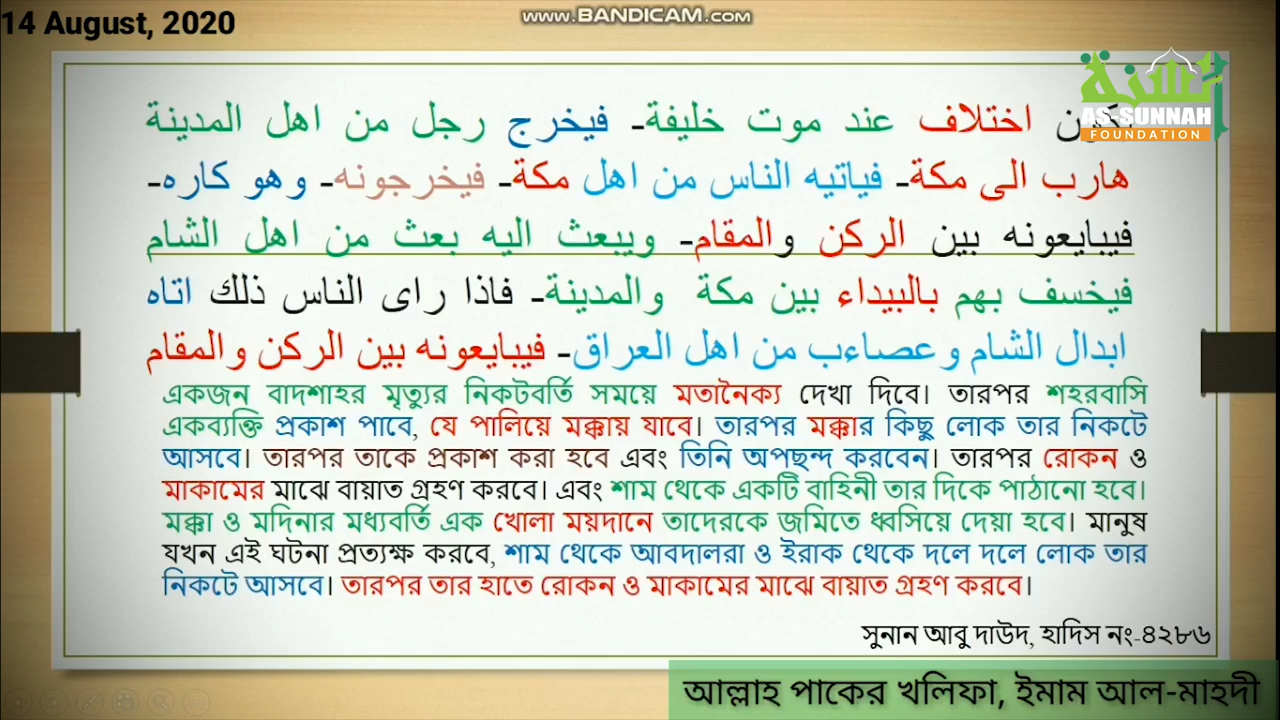 14 August, 2020
www.BANDICAM.com
AS-SUNNAH
FOUNDATION
اختلاف عند موت خليفة- فيخرج رجل من اهل المدينة
هارب الى مكة- فياتيه الناس من اهل مكة- فيخرجونه- وهو كاره-
فيبايعونه بين الركن والمقام- ويبعث اليه بعث من اهل الشام
فيخسف بهم بالبيداء بين مكة والمدينة- فاذا راى الناس ذلك اتاه
ابدال الشام وعصاءب من اهل العراق- فيبايعونه بين الركن والمقام
একজন বাদশাহর মৃত্যুর নিকটবর্তি সময়ে মতানৈক্য দেখা দিবে। তারপর শহরবাসি
একব্যক্তি প্রকাশ পাবে, যে পালিয়ে মক্কায় যাবে। তারপর মক্কার কিছু লোক তার নিকটে
আসবে। তারপর তাকে প্রকাশ করা হবে এবং তিনি অপছন্দ করবেন। তারপর রোকন ও
মাকামের মাঝে বায়াত গ্রহণ করবে। এবং শাম থেকে একটি বাহিনী তার দিকে পাঠানো হবে।
মক্কা ও মদিনার মধ্যবর্তি এক খোলা ময়দানে তাদেরকে জমিতে ধ্বসিয়ে দেয়া হবে। মানুষ
যখন এই ঘটনা প্রত্যক্ষ করবে, শাম থেকে আবদালরা ও ইরাক থেকে দলে দলে লোক তার
নিকটে আসবে। তারপর তার হাতে রোকন ও মাকামের মাঝে বায়াত গ্রহণ করবে।
সুনান আবু দাউদ, হাদিস নং-৪২৮৬
আল্লাহ পাকের খলিফা, ইমাম আল-মাহদী